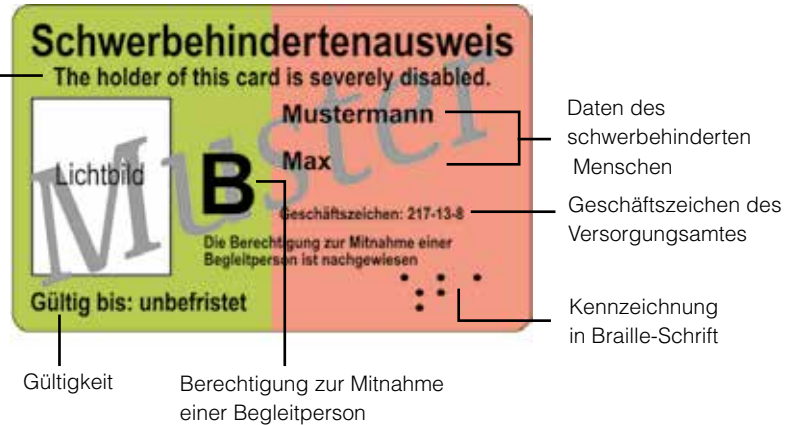 Schwerbehindertenausweis
The holder of this card is severely disabled.
Muster
Lichtbild
B
Mustermann
Max
Geschäftszeichen: 217-13-8
Die Berechtigung zur Mitnahme einer
Begleitperson ist nachgewiesen
Gültig bis: unbefristet
Daten des
schwerbehinderten
Menschen
Geschäftszeichen des
Versorgungsamtes
Kennzeichnung
in Braille-Schrift
Gültigkeit
Berechtigung zur Mitnahme
einer Begleitperson